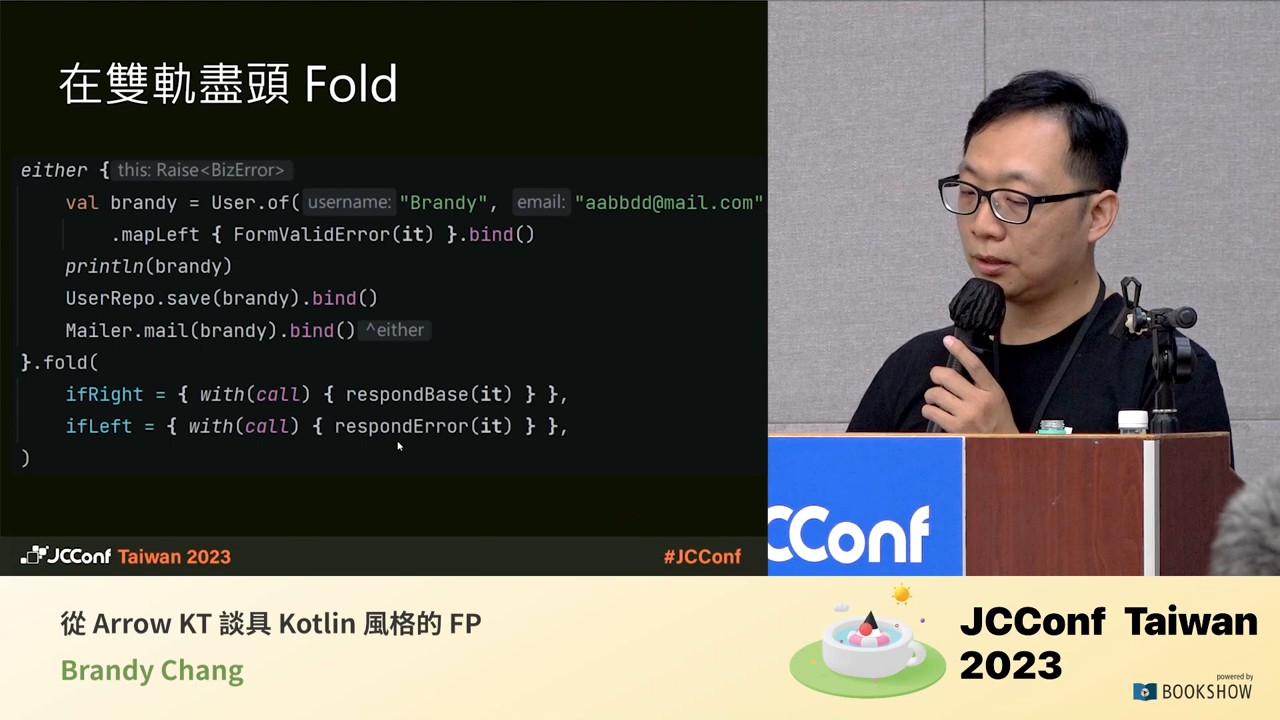 在雙軌盡頭 Fold
either { this: Raise<BizError>
val brandy = User.of( username: "Brandy", email: "aabbdd@mail.com"
.mapLeft { FormValidError(it) }.bind()
println(brandy)
UserRepo.save(brandy).bind()
Mailer.mail(brandy).bind() ^either
}.fold(
ifRight = { with(call) { respondBase(it) } },
ifLeft = { with(call) { respondError(it) } },
)
JCConf Taiwan 2023
#JCConf
CConf
從 Arrow KT 談具 Kotlin 風格的 FP
Brandy Chang
JCConf Taiwan
2023
powered by
BOOKSHOW